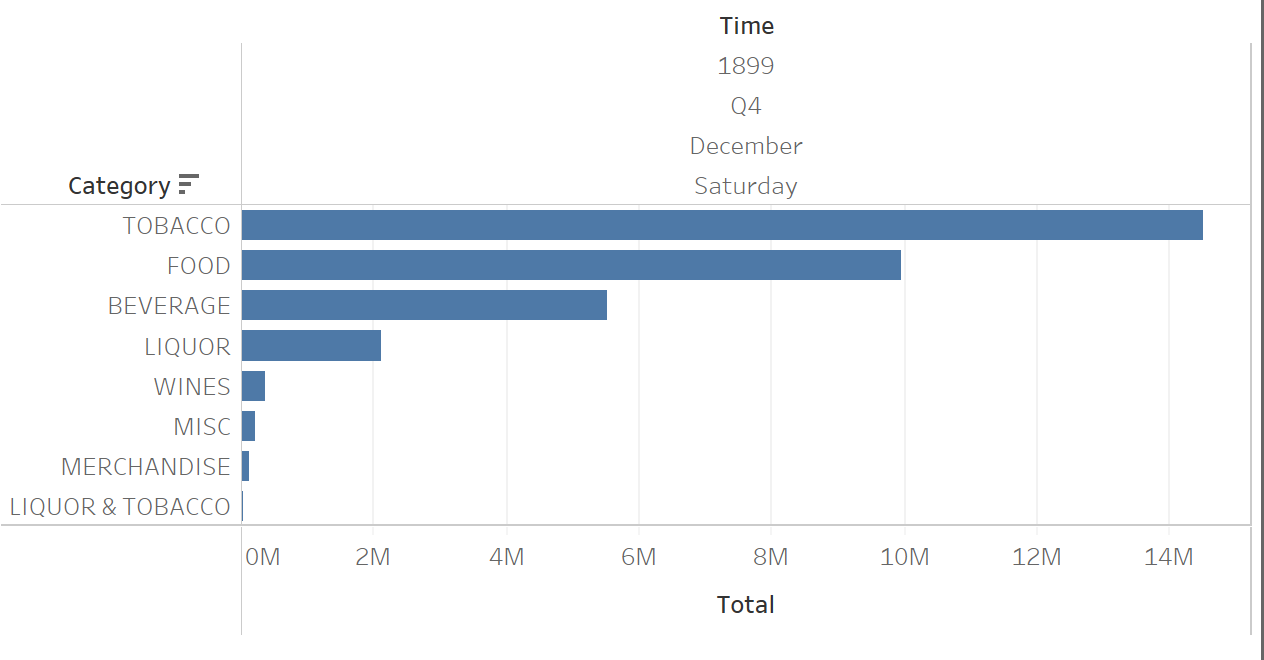 Time
1899
Q4
December
Category
Saturday
TOBACCO
FOOD
BEVERAGE
LIQUOR
WINES
MISC
MERCHANDISE
LIQUOR & TOBACCO
0M 2M 4M 6M 8M 10M 12M 14M
Total